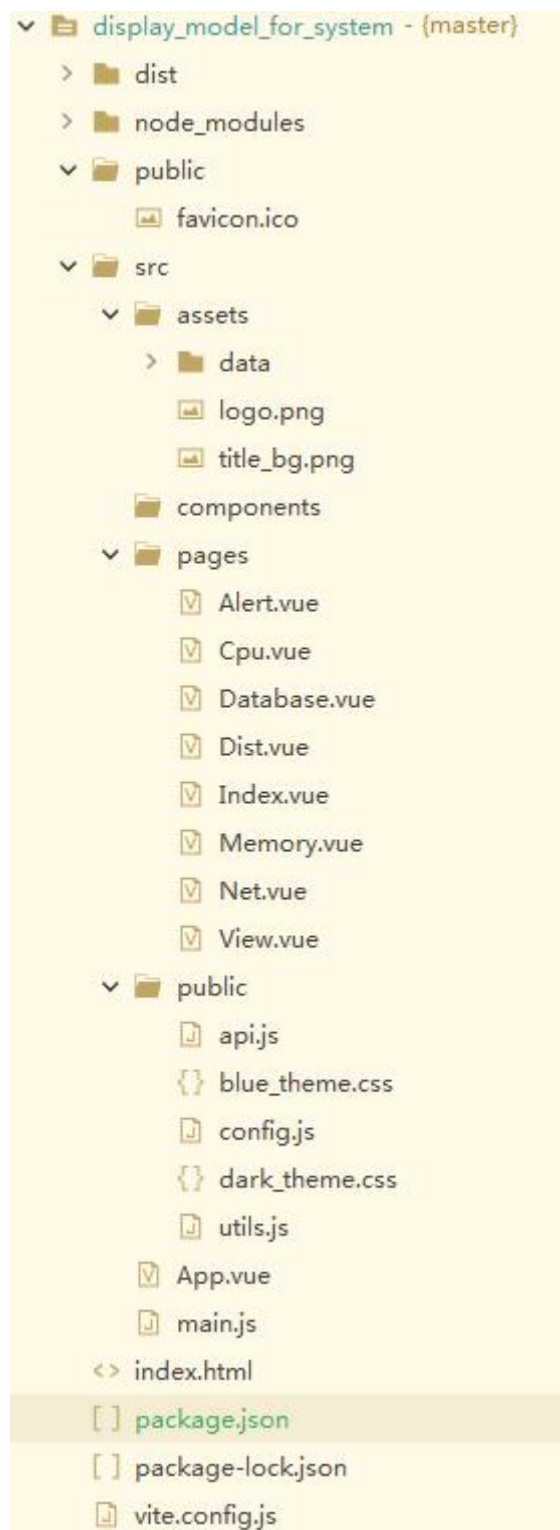 display_model_for_system - {master}
dist
node_modules
public
favicon.ico
src
assets
data
logo.png
title_bg.png
components
pages
Alert.vue
Cpu.vue
Database.vue
Dist.vue
Index.vue
Memory.vue
Net.vue
View.vue
public
api.js
blue_theme.css
config.js
dark_theme.css
utils.js
App.vue
main.js
index.html
package.json
package-lock.json
vite.config.js